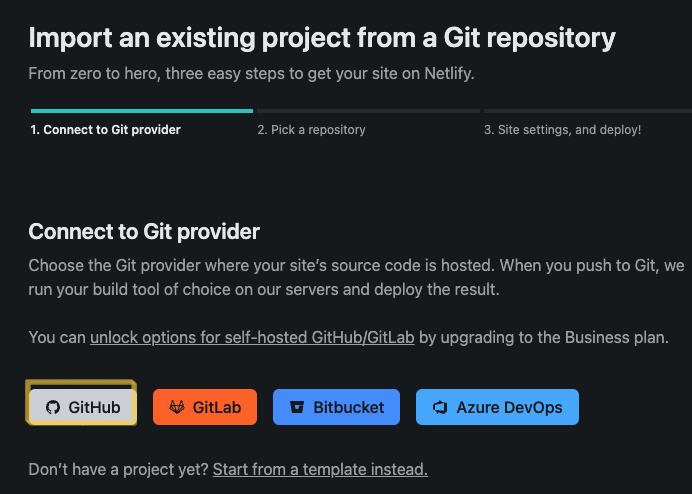 Import an existing project from a Git repository
From zero to hero, three easy steps to get your site on Netlify.
1. Connect to Git provider
2. Pick a repository
3. Site settings, and deploy!
Connect to Git provider
Choose the Git provider where your site’s source code is hosted. When you push to Git, we
run your build tool of choice on our servers and deploy the result.
You can unlock options for self-hosted GitHub/GitLab by upgrading to the Business plan.
GitHub
GitLab
Bitbucket
Azure DevOps
Don’t have a project yet? Start from a template instead.